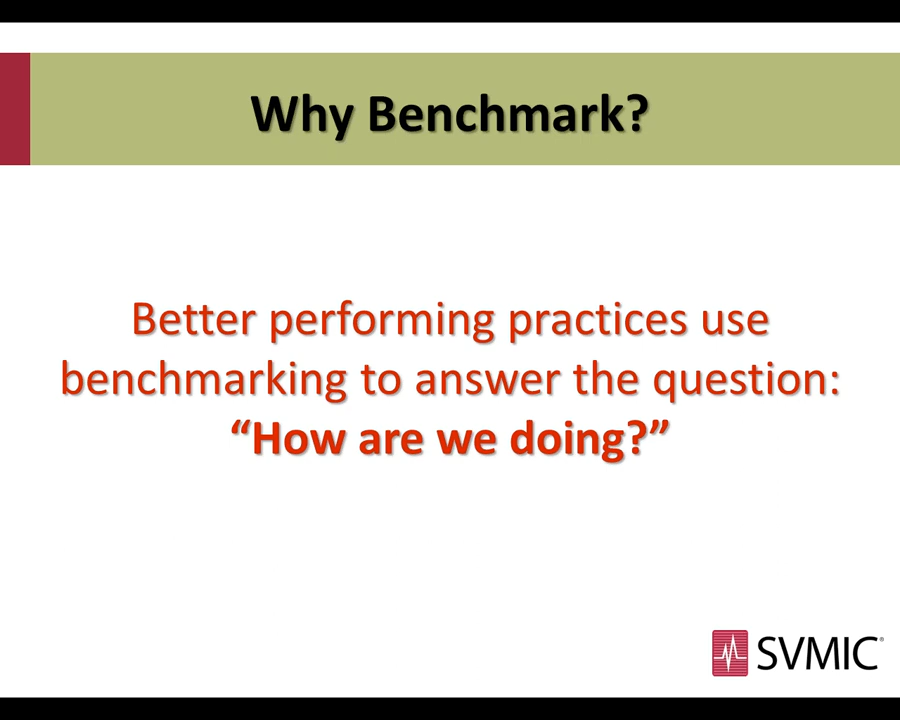 Why Benchmark?
Better performing practices use
benchmarking to answer the question:
“How are we doing?”
SVMIC®